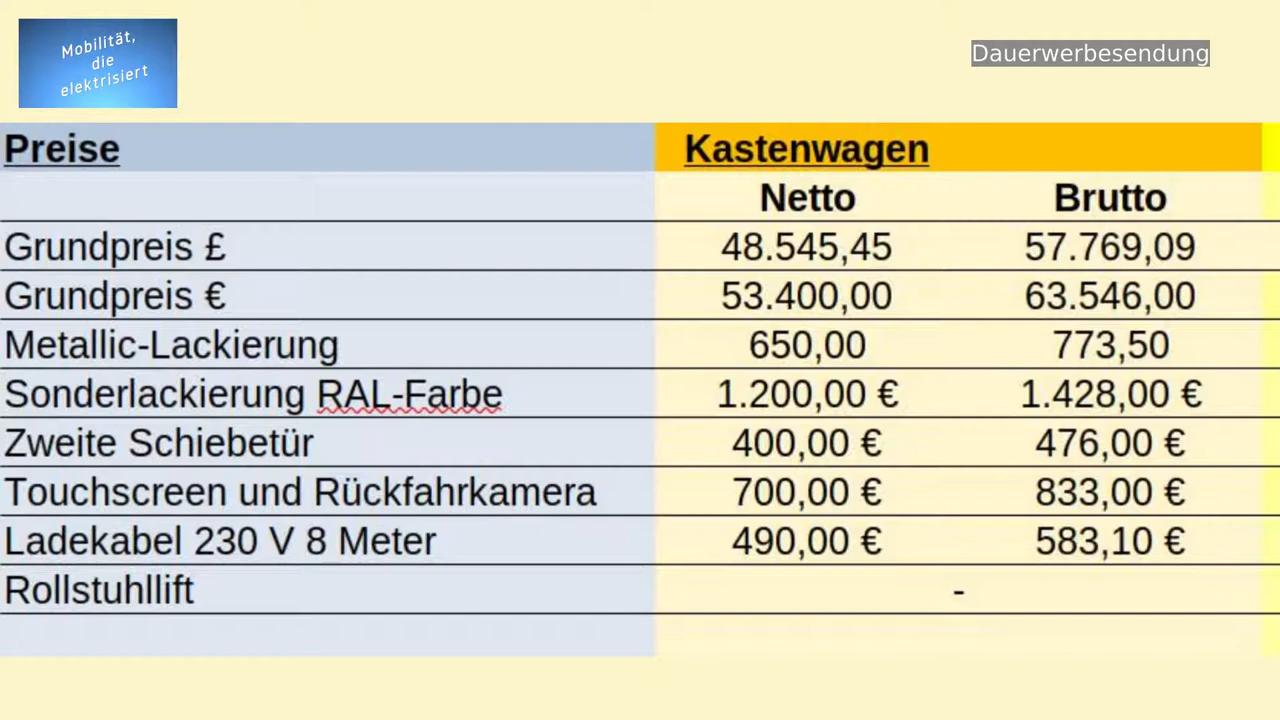 Mobilität,
die
elektrisiert
Dauerwerbesendung
Preise Kastenwagen
Netto Brutto
Grundpreis £ 48.545,45 57.769,09
Grundpreis € 53.400,00 63.546,00
Metallic-Lackierung 650,00 773,50
Sonderlackierung RAL-Farbe 1.200,00 € 1.428,00 €
Zweite Schiebetür 400,00 € 476,00 €
Touchscreen und Rückfahrkamera 700,00 € 833,00 €
Ladekabel 230 V 8 Meter 490,00 € 583,10 €
Rollstuhllift -